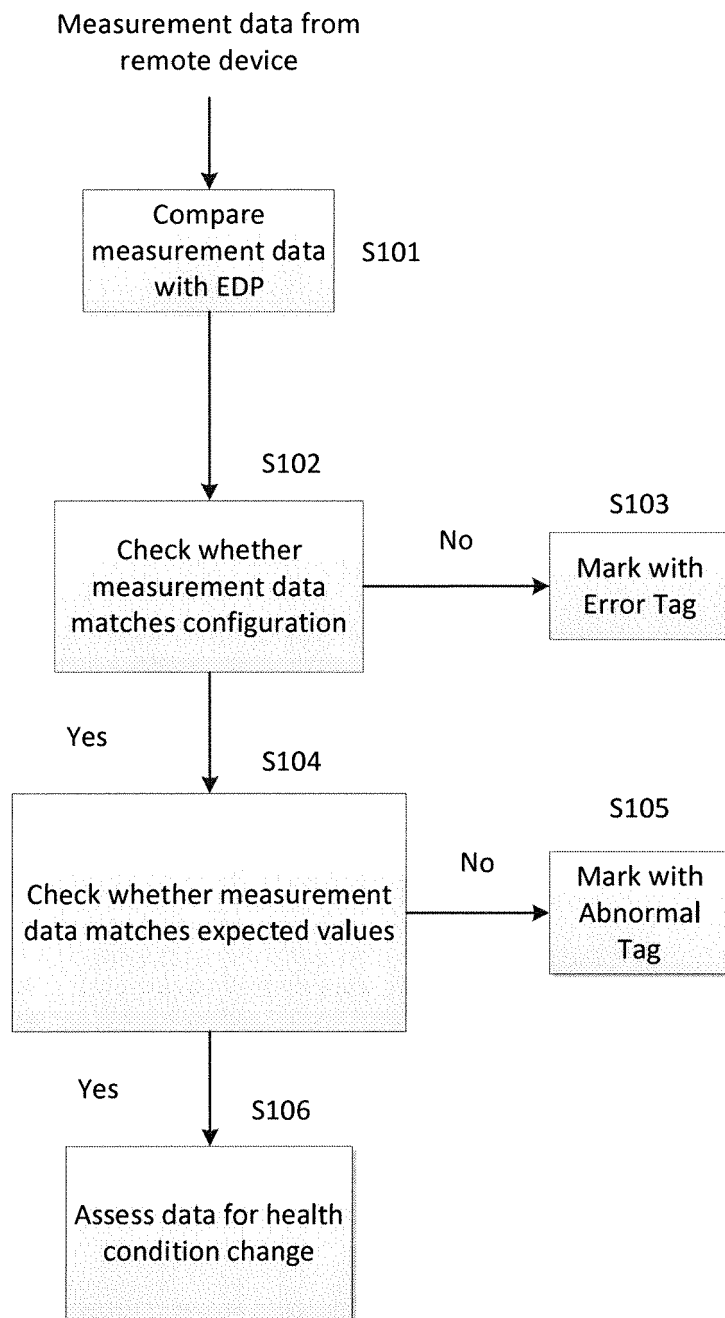 Measurement data from
remote device
Compare
measurement data
with EDP
S101
S102
Check whether
measurement data
matches configuration
No
S103
Mark with
Error Tag
Yes
S104
Check whether measurement
data matches expected values
No
S105
Mark with
Abnormal
Tag
Yes
S106
Assess data for health
condition change